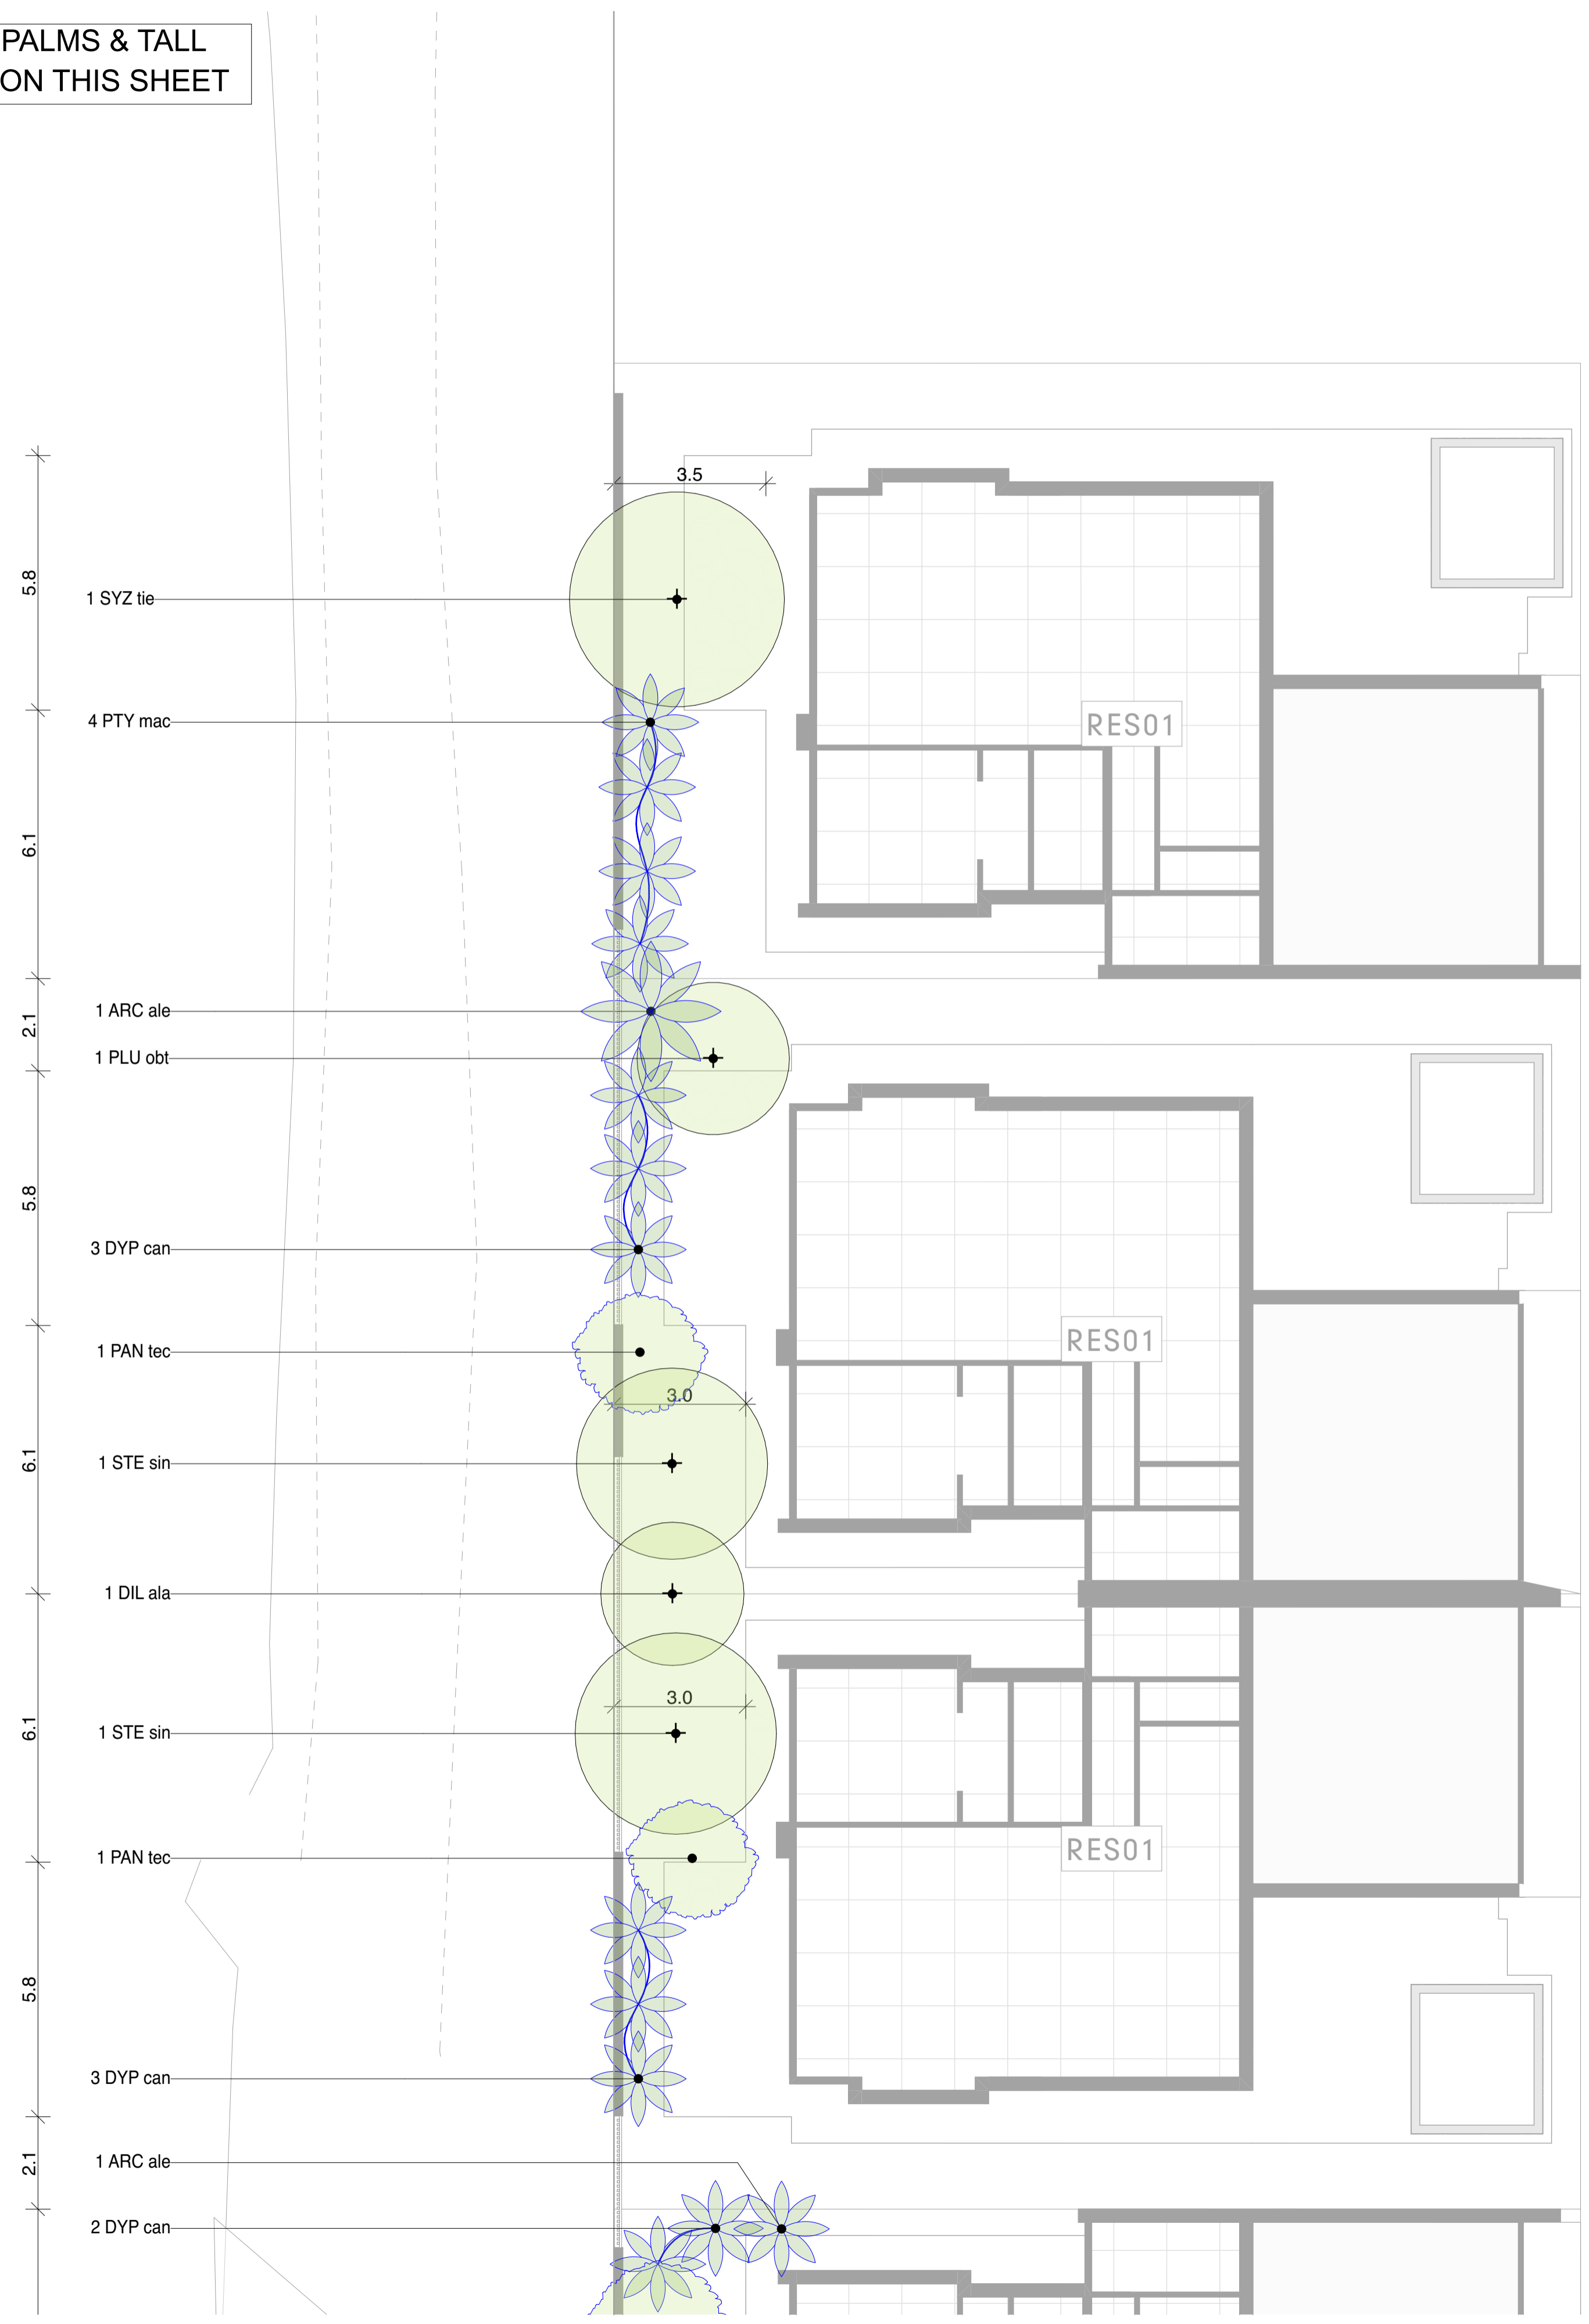 PALMS & TALL
ON THIS SHEET
3.5
5.8
1 SYZ tie
4 PTY mac
RES01
6.1
1 ARC ale
2.1
1 PLU obt
5.8
3 DYP can
RES01
1 PAN tec
3.0
6.1
1 STE sin
1 DIL ala
3.0
6.1
1 STE sin
RES01
1 PAN tec
5.8
3 DYP can
2.1
1 ARC ale
2 DYP can